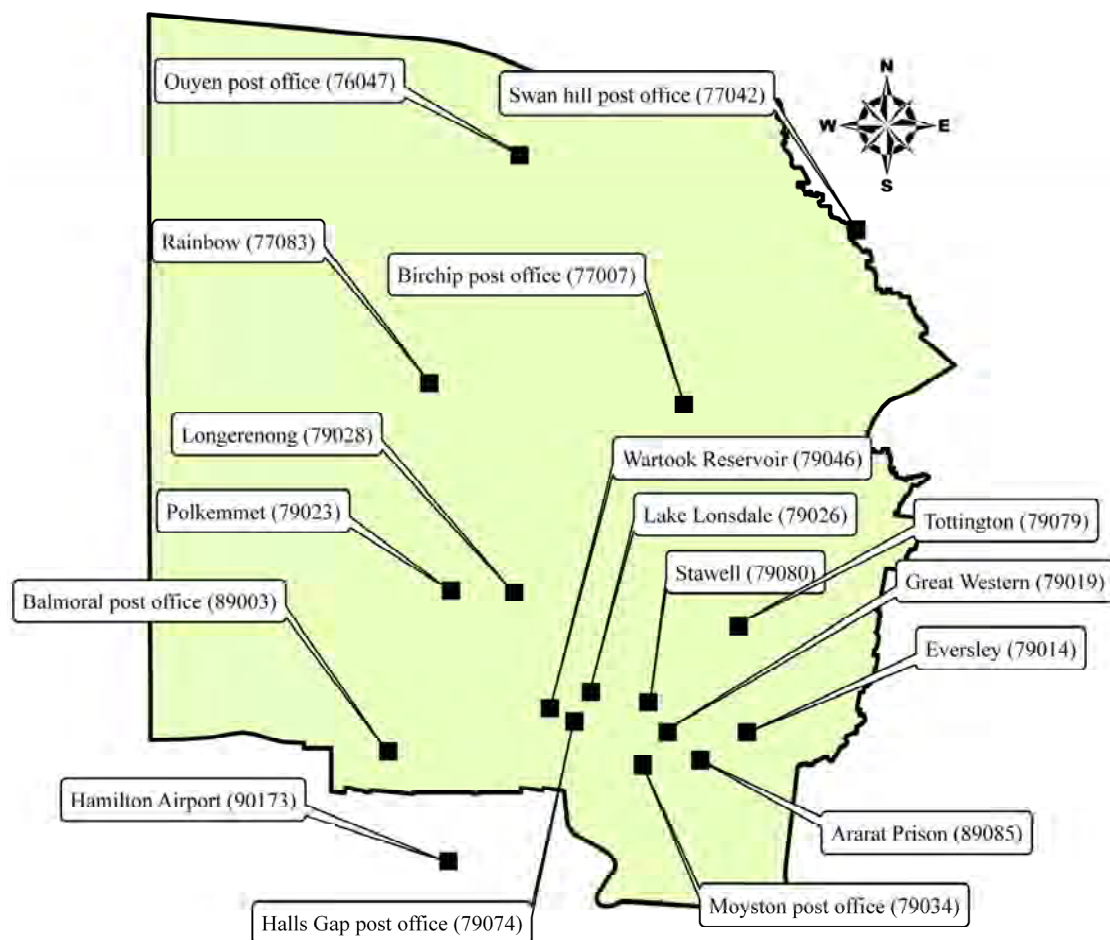 Ouyen post office (76047)
Swan hill post office (77042)
N
W
E
S
Rainbow (77083)
Birchip post office (77007)
Longerenong (79028)
Wartook Reservoir (79046)
Polkemmet (79023)
Lake Lonsdale (79026)
Tottington (79079)
Stawell (79080)
Great Western (79019)
Balmoral post office (89003)
Eversley (79014)
Hamilton Airport (90173)
Ararat Prison (89085)
Moyston post office (79034)
Halls Gap post office (79074)